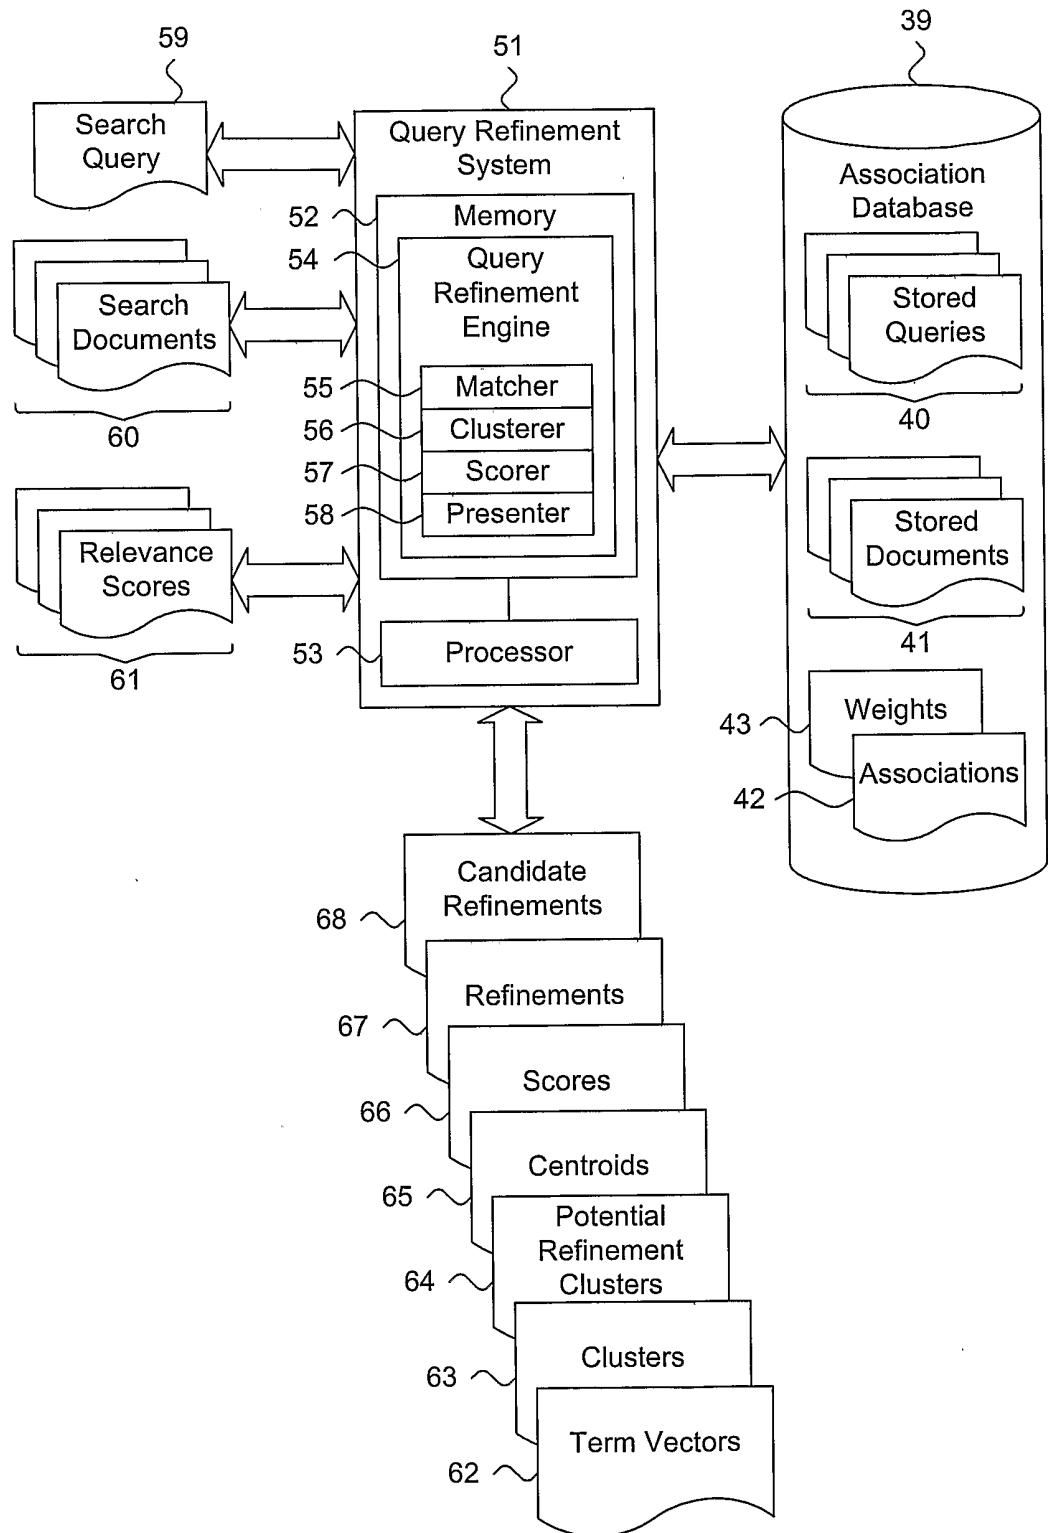 59
Search
Query
51
Query Refinement
System
52
Memory
54
Query
Refinement
Engine
55
Matcher
56
Clusterer
57
Scorer
58
Presenter
53
Processor
Search
Documents
60
Relevance
Scores
61
39
Association
Database
Stored
Queries
40
Stored
Documents
41
43
Weights
42
Associations
Candidate
Refinements
68
Refinements
67
Scores
66
Centroids
65
Potential
Refinement
Clusters
64
Clusters
63
Term Vectors
62